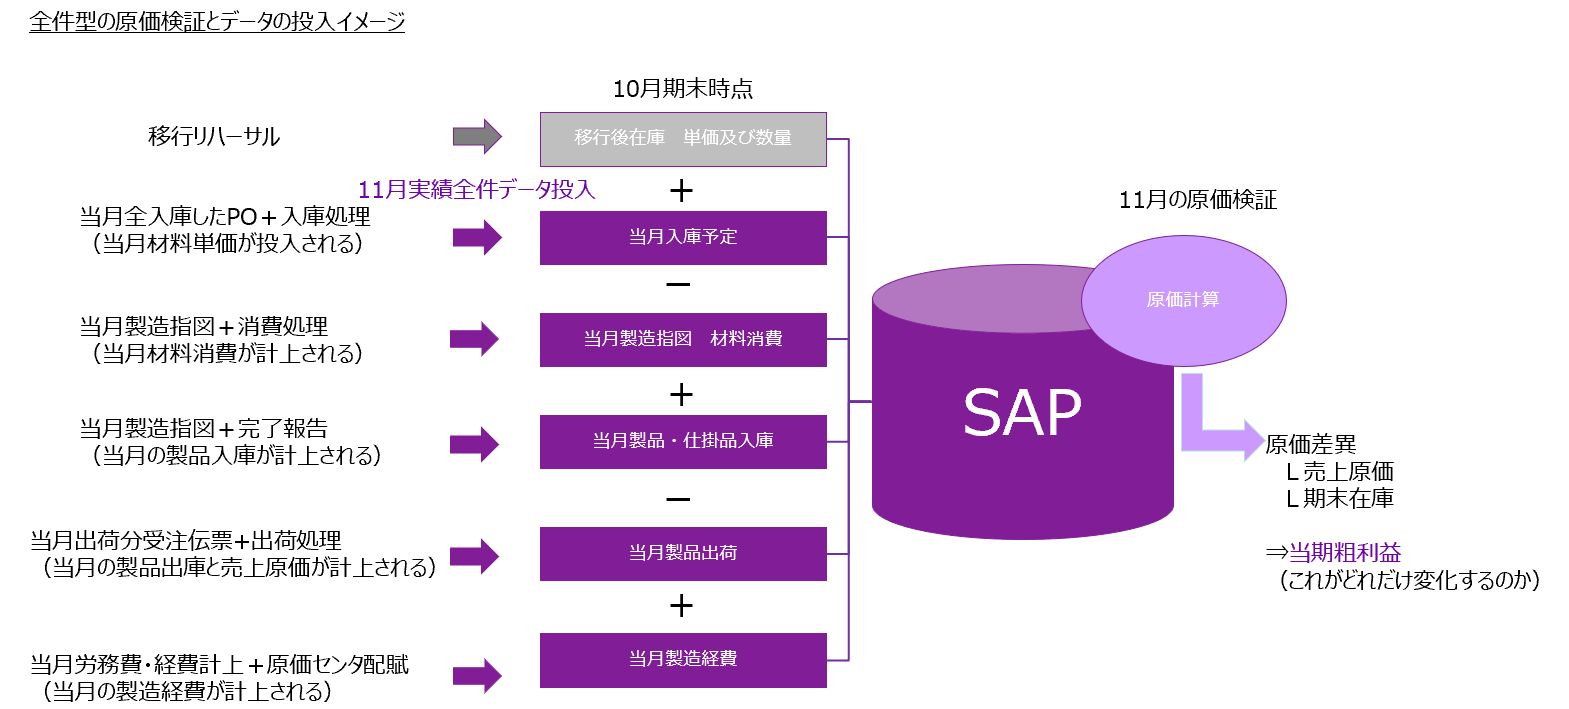 全件型の原価検証とデータの投入イメージ
10月期末時点
移行リハーサル
移行後在庫　単価及び数量
11月実績全件データ投入
＋
当月全入庫したPO＋入庫処理
（当月材料単価が投入される）
当月入庫予定
－
当月製造指図＋消費処理
（当月材料消費が計上される）
当月製造指図　材料消費
＋
当月製造指図＋完了報告
（当月の製品入庫が計上される）
当月製品・仕掛品入庫
－
当月出荷分受注伝票+出荷処理
（当月の製品出庫と売上原価が計上される）
当月製品出荷
＋
当月労務費・経費計上＋原価センタ配賦
（当月の製造経費が計上される）
当月製造経費
SAP
11月の原価検証
原価計算
原価差異
L 売上原価
L 期末在庫
⇒当期粗利益
（これがどれだけ変化するのか）